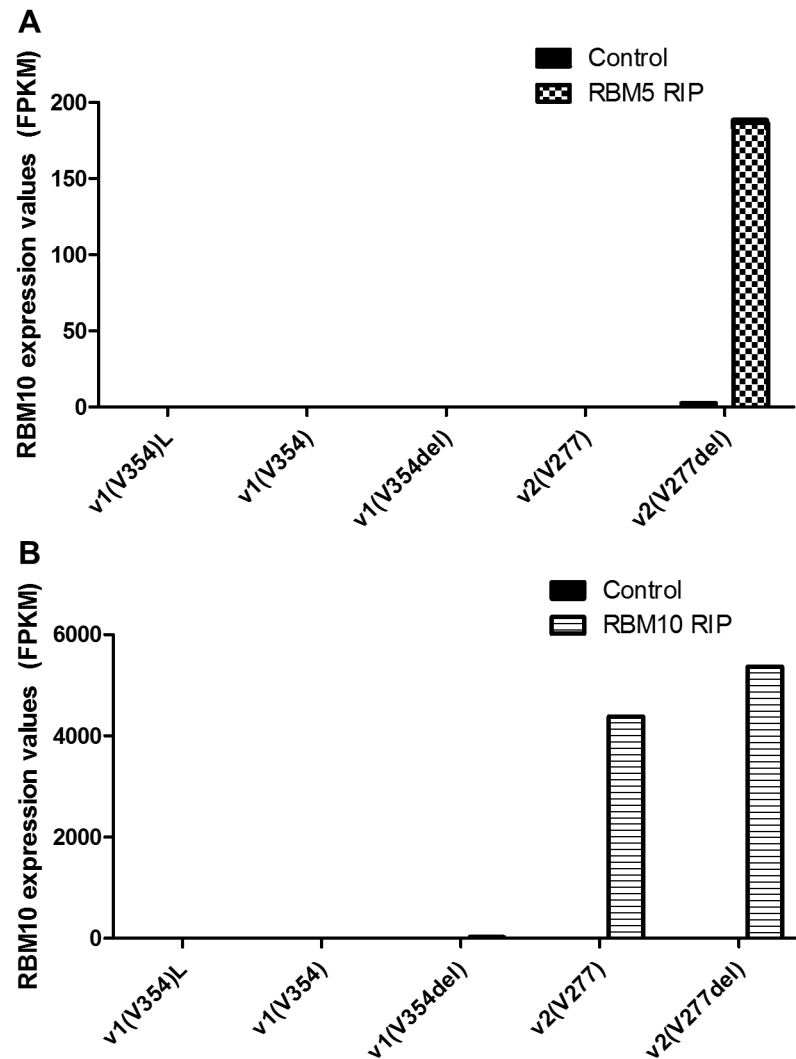 A
Control
RBM5 RIP
RBM10 expression values (FPKM)
200
150
100
50
0
v1(V354)L
v1(V354)
v1(V354del)
v2(V277)
v2(V277del)
B
Control
RBM10 RIP
RBM10 expression values (FPKM)
6000
4000
2000
0
v1(V354)L
v1(V354)
v1(V354del)
v2(V277)
v2(V277del)